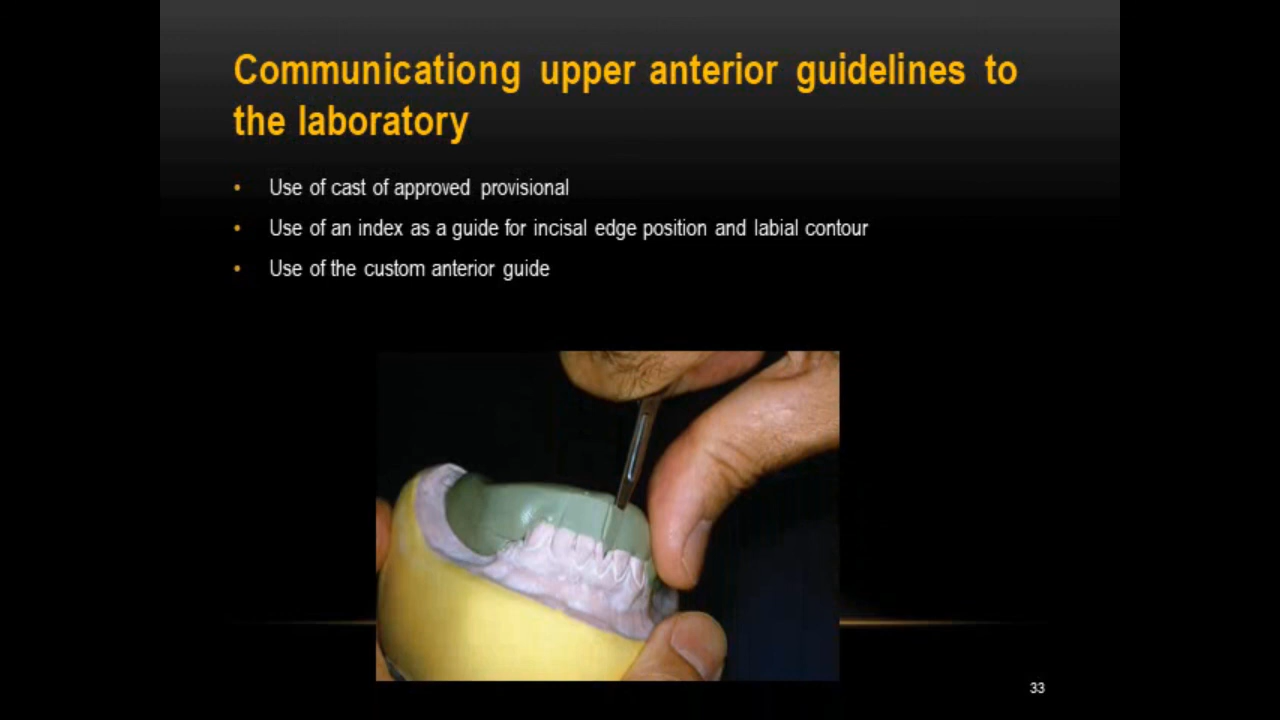 Communicationg upper anterior guidelines to
the laboratory
• Use of cast of approved provisional
• Use of an index as a guide for incisal edge position and labial contour
• Use of the custom anterior guide
33